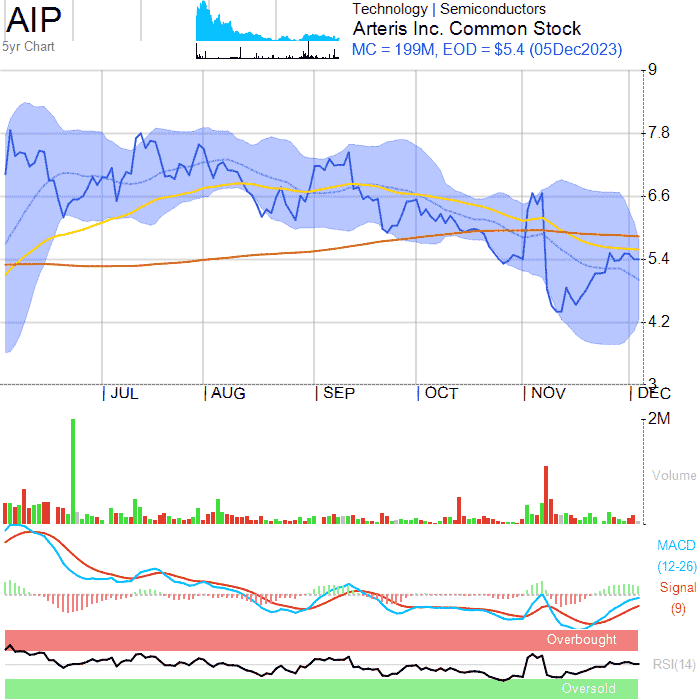 AIP
5yr Chart
Technology | Semiconductors
Arteris Inc. Common Stock
MC = 199M, EOD = $5.4 (05Dec2023)
9
7.8
6.6
5.4
4.2
3
JUL
AUG
SEP
OCT
NOV
DEC
2M
Volume
MACD
(12-26)
Signal
(9)
Overbought
RSI(14)
Oversold